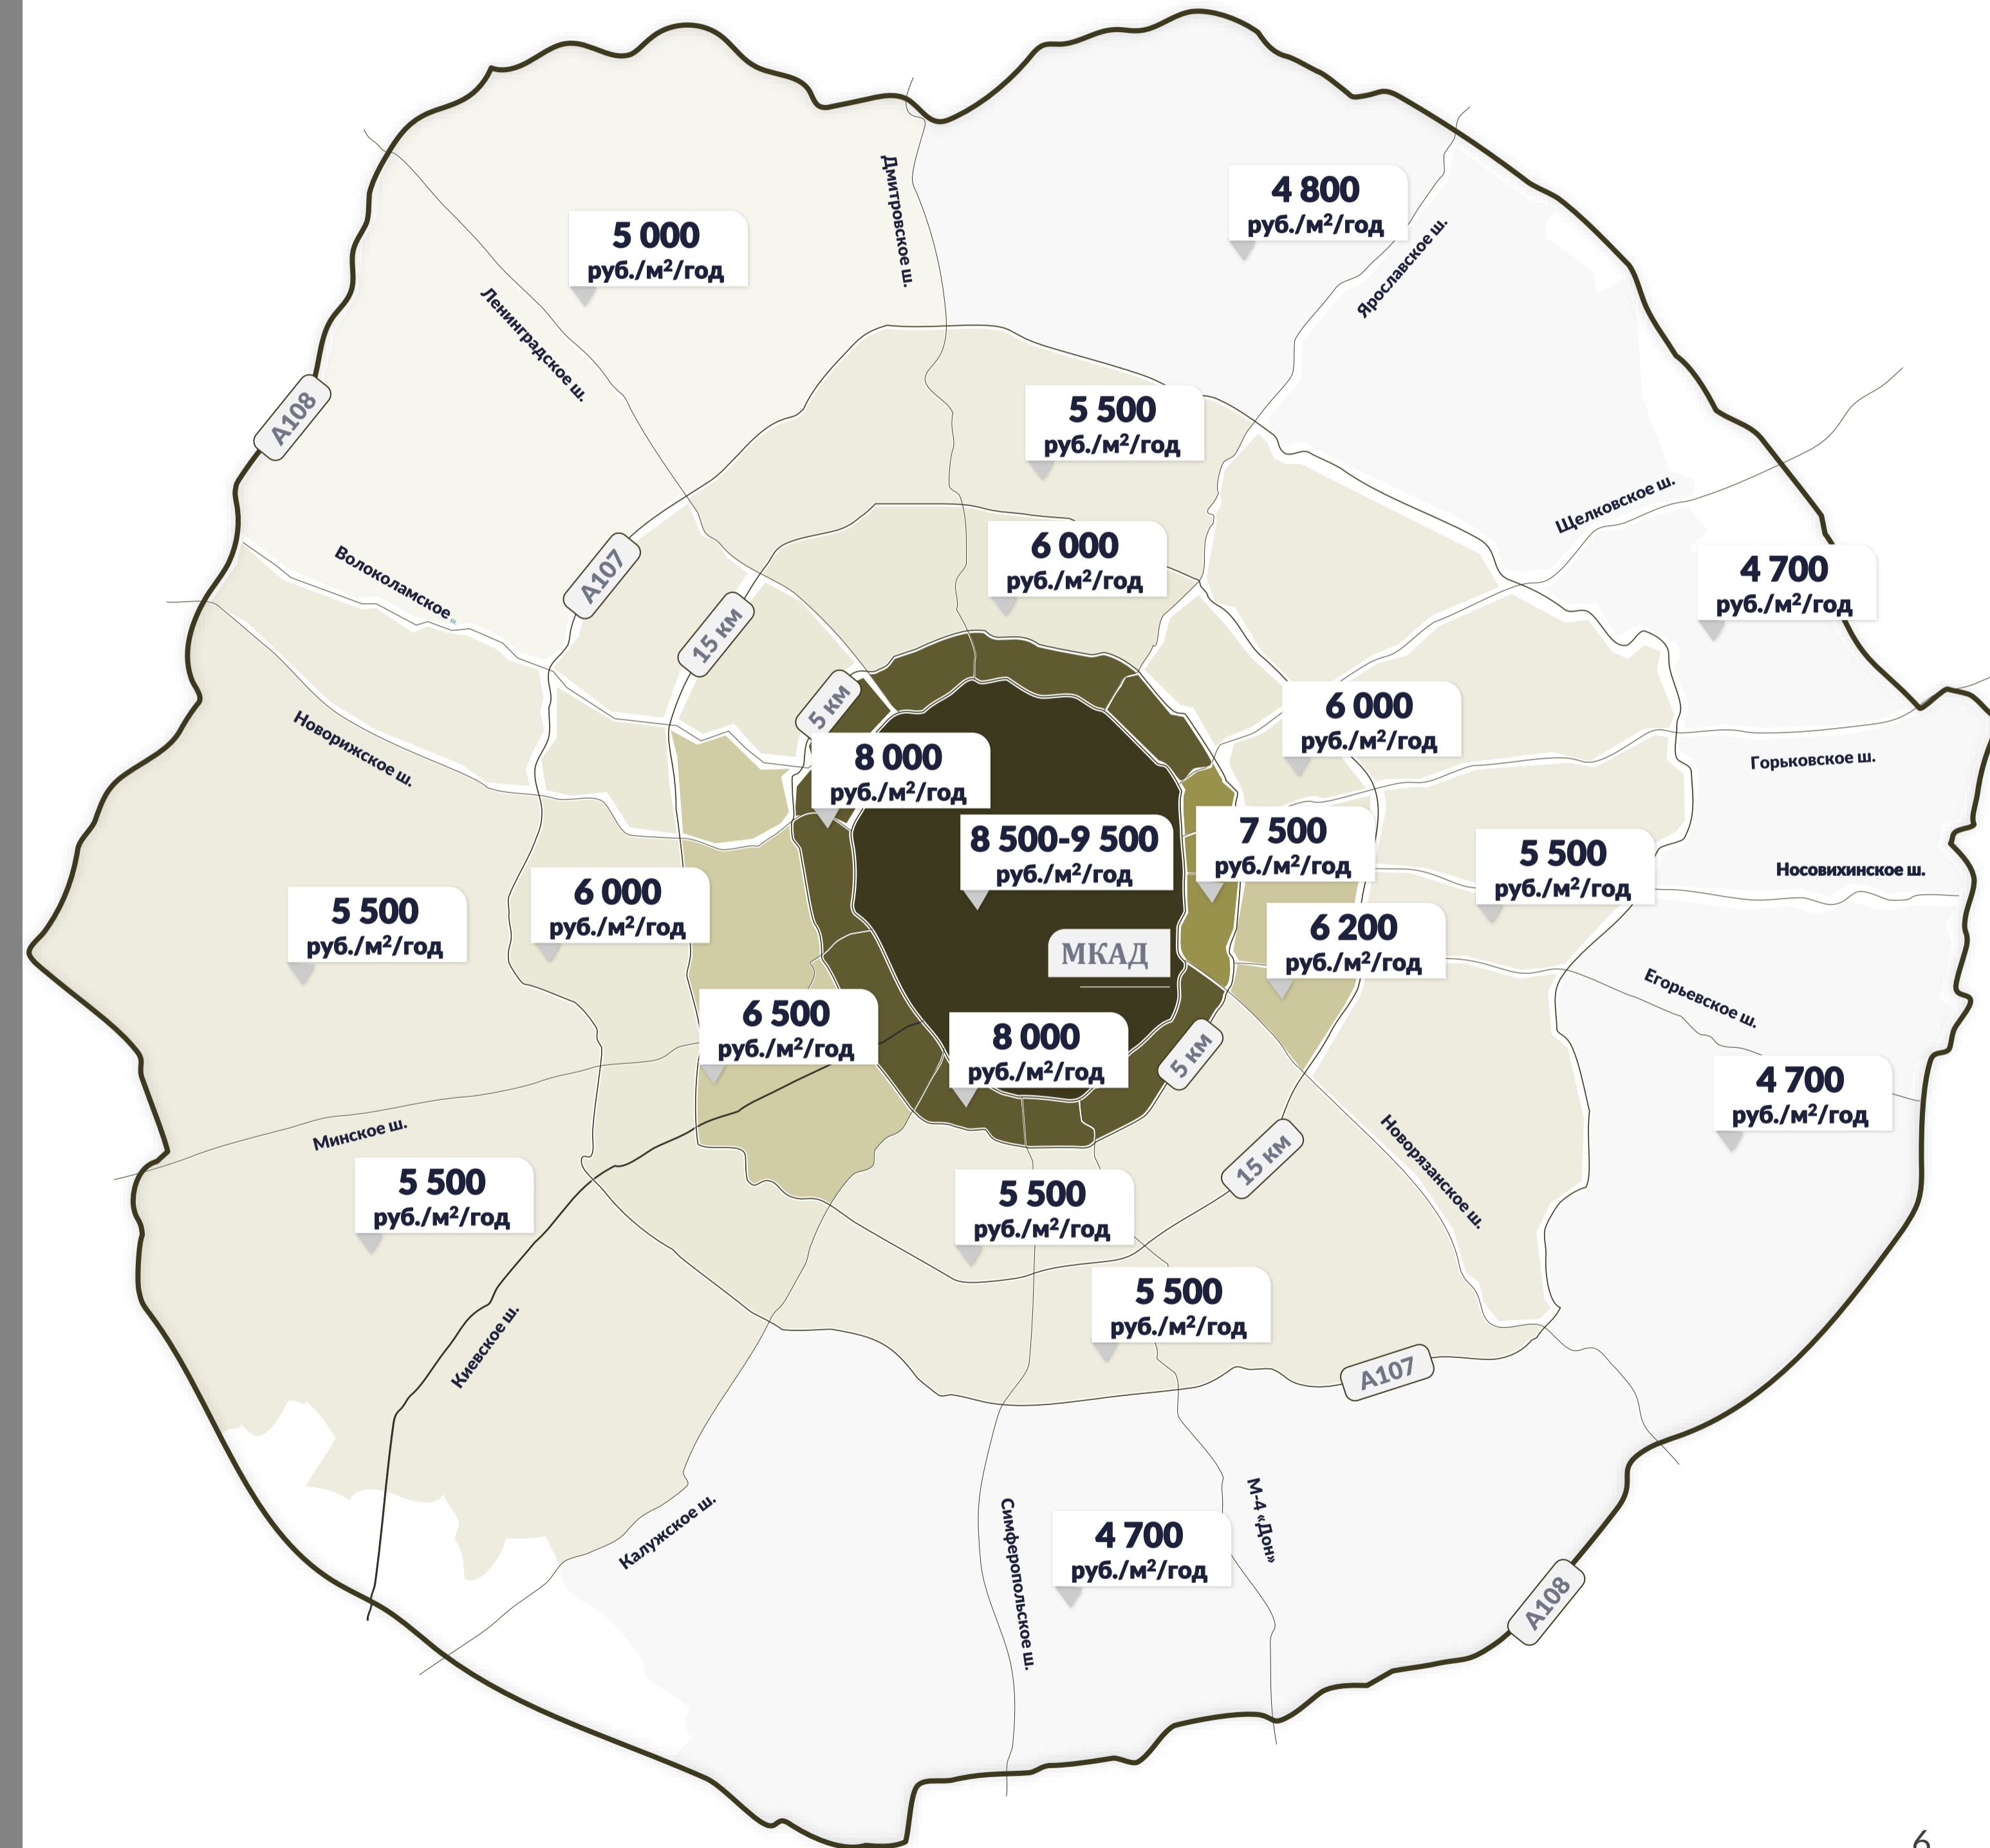 4 800
руб./м²/год
5 000
руб./м²/год
Дмитровское ш.
Ярославское ш.
Ленинградское ш.
А108
5 500
руб./м²/год
Щелковское ш.
6 000
руб./м²/год
4 700
руб./м²/год
А107
Волоколамское ш.
15 км
5 км
6 000
руб./м²/год
Новорижское ш.
8 000
руб./м²/год
Горьковское ш.
8 500-9 500
руб./м²/год
7 500
руб./м²/год
5 500
руб./м²/год
Носовихинское ш.
5 500
руб./м²/год
6 000
руб./м²/год
6 200
руб./м²/год
МКАД
Егорьевское ш.
6 500
руб./м²/год
8 000
руб./м²/год
5 км
4 700
руб./м²/год
Минское ш.
15 км
Новорязанское ш.
5 500
руб./м²/год
5 500
руб./м²/год
5 500
руб./м²/год
Киевское ш.
А107
Калужское ш.
Симферопольское ш.
М-4 «Дон»
4 700
руб./м²/год
А108
6